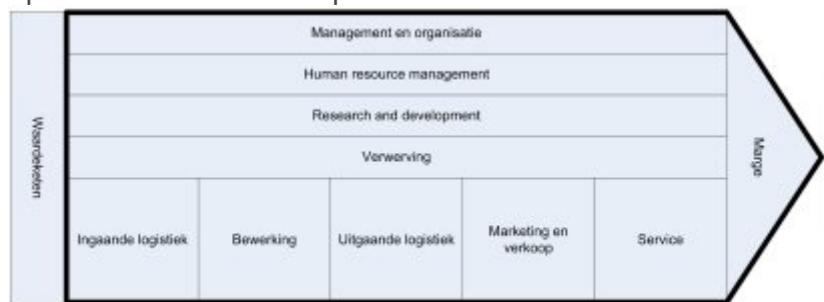 Waardeketen
Management en organisatie
Human resource management
Research and development
Verwerving
Ingaande logistiek
Bewerking
Uitgaande logistiek
Marketing en
verkoop
Service
Marge